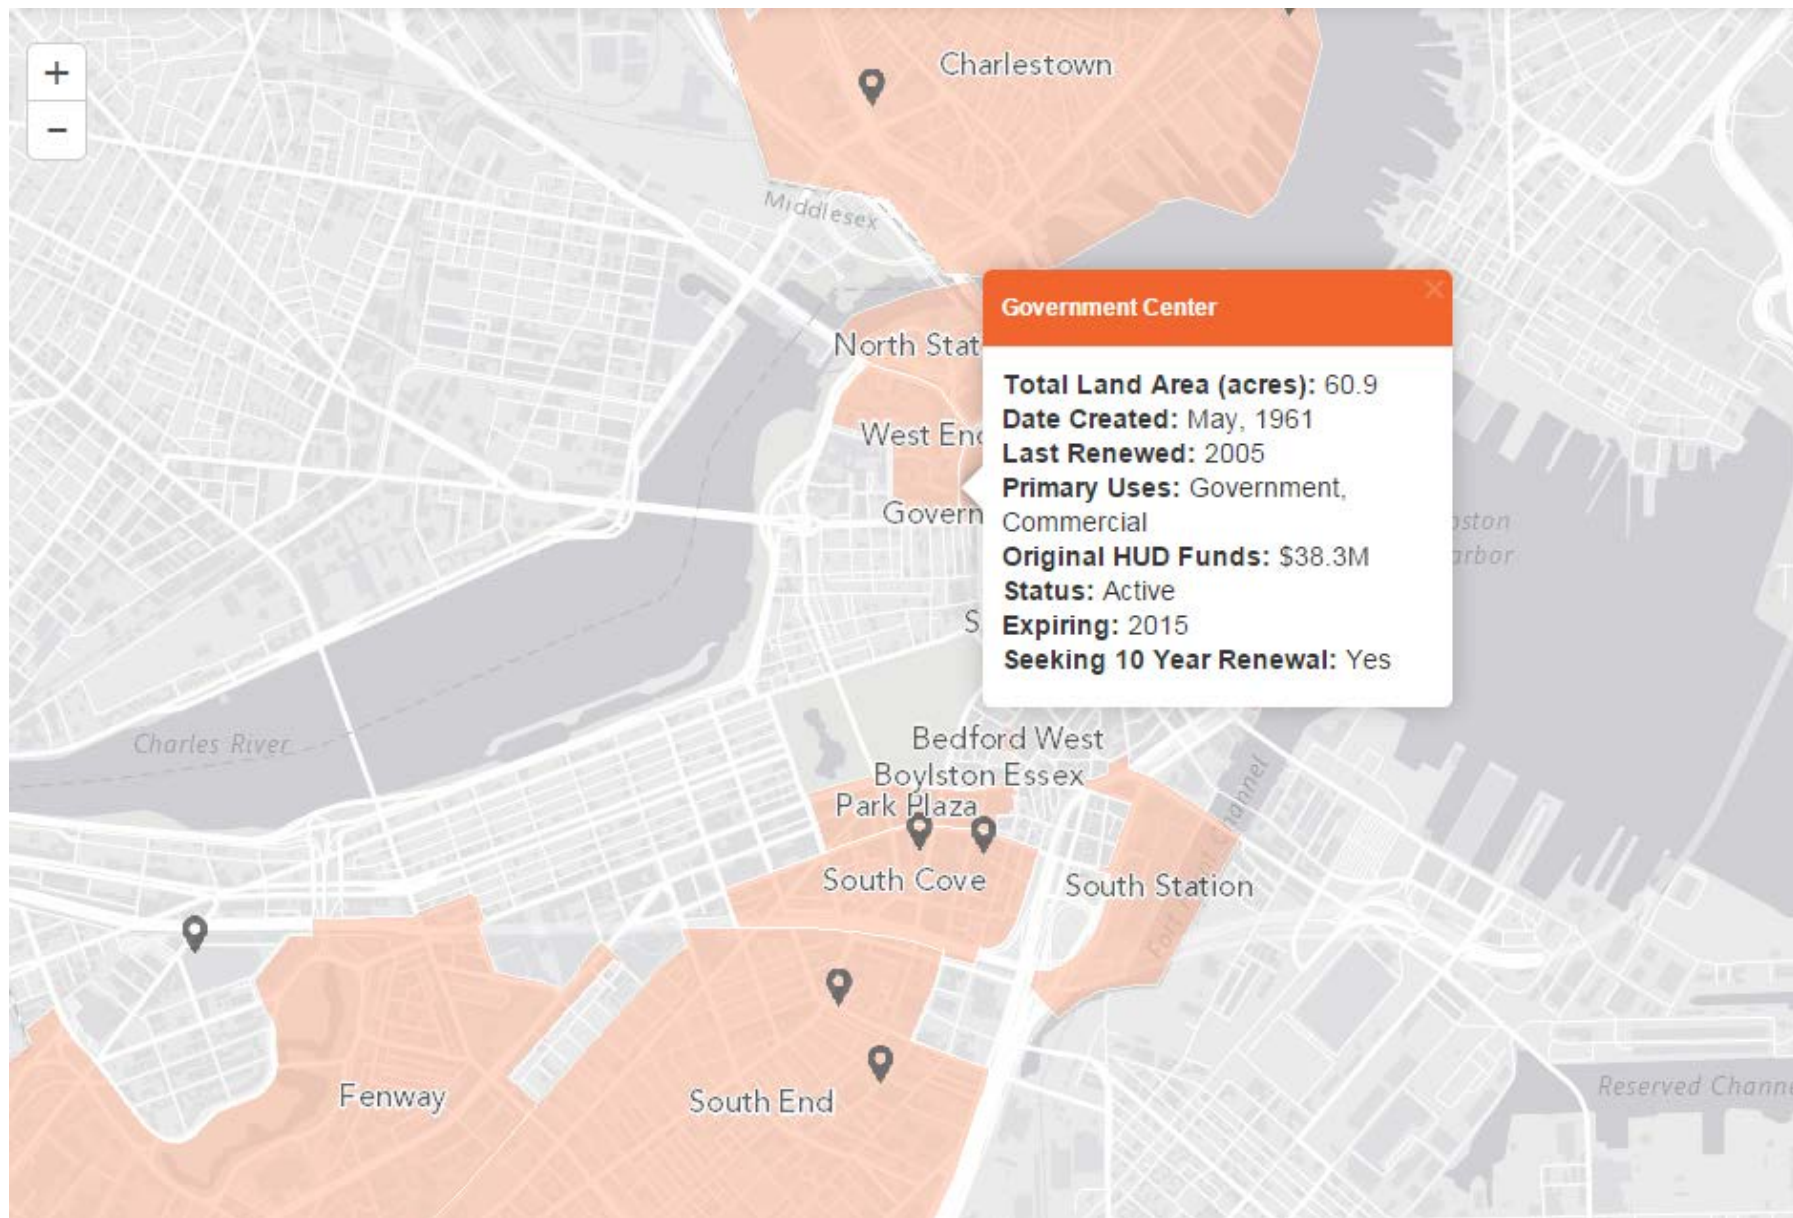 +
−
Charlestown
Middlesex
Government Center
×
North Stat
Total Land Area (acres): 60.9
Date Created: May, 1961
West End
Last Renewed: 2005
Primary Uses: Government,
Commercial
Govern
Original HUD Funds: $38.3M
Status: Active
Expiring: 2015
Seeking 10 Year Renewal: Yes
oston
arbor
S
Charles River
Bedford West
Boylston Essex
Park Plaza
South Cove
South Station
Fort Point Channel
Fenway
South End
Reserved Channe